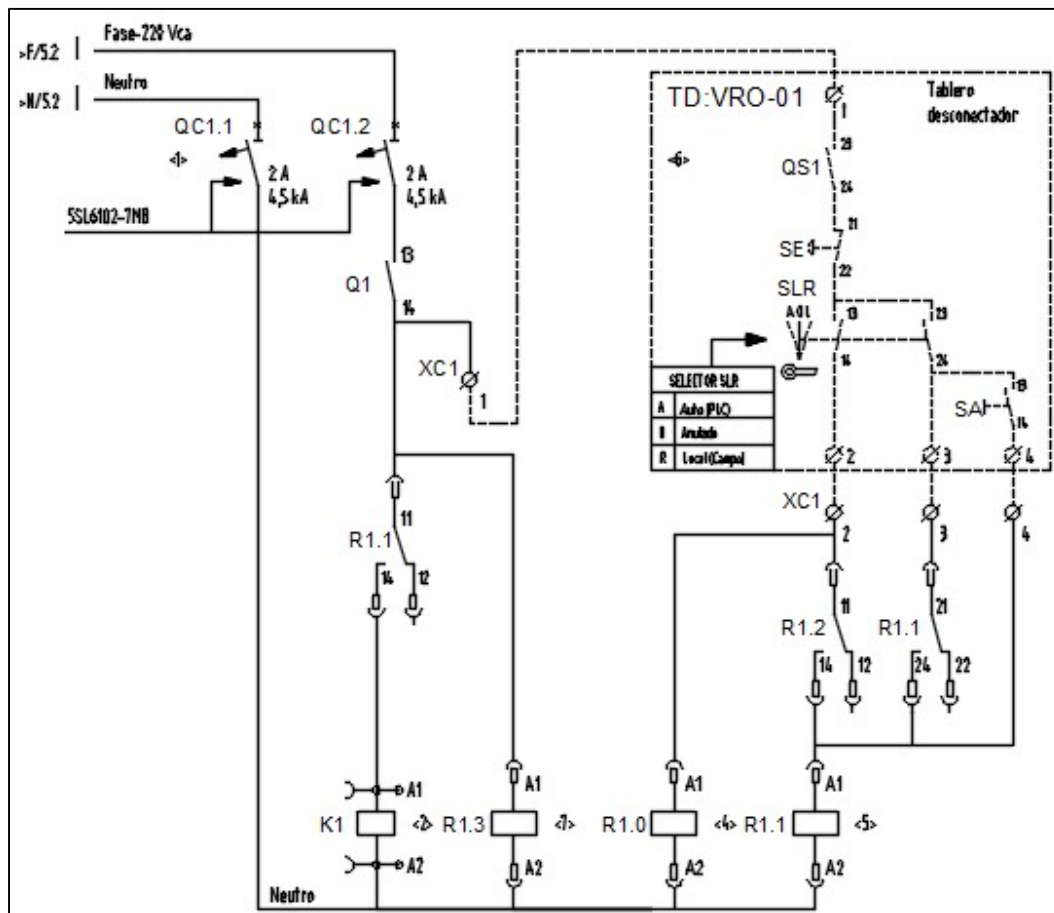 Fase-220 Vca
>F/5.2
Neutro
>N/5.2
QC1.1
QC1.2
<1>
2 A
4,5 kA
2 A
4,5 kA
5SL6102-7MB
13
Q1
14
XC1
1
TD:VRO-01
1
Tablero
desconectador
<6>
23
QS1
24
21
SE
22
SLR
A 0 L
13
23
14
24
SELECTOR SLR
A Auto (PLC)
0 Anulado
R Local (Campo)
13
SA
14
2
3
4
XC1
2
3
4
11
R1.1
14
12
11
21
R1.2
R1.1
14
12
24
22
A1
A1
A1
A1
K1
<2>
R1.3
<7>
R1.0
<4>
R1.1
<5>
A2
A2
A2
A2
Neutro